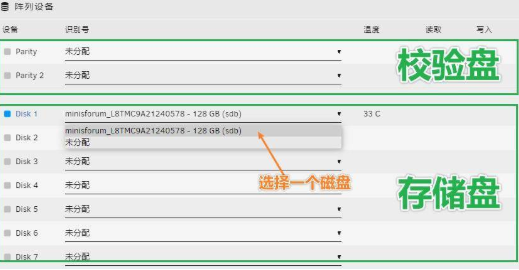 阵列设备
设备 识别号 温度 读取 写入
Parity 未分配
校验盘
Parity 2 未分配
Disk 1 minisforum_L8TMC9A21240578 - 128 GB (sdb) 33 C
minisforum_L8TMC9A21240578 - 128 GB (sdb)
Disk 2 未分配
Disk 3 未分配
选择一个磁盘
存储盘
Disk 4 未分配
Disk 5 未分配
Disk 6 未分配
Disk 7 未分配